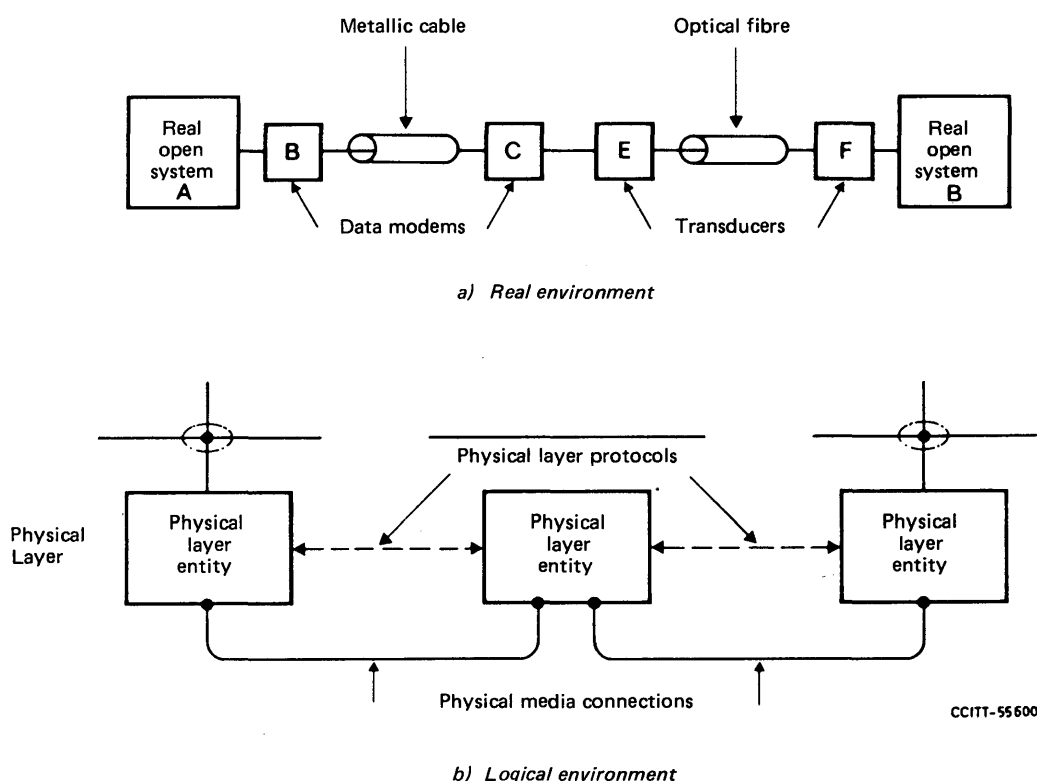 Metallic cable
Optical fibre
Real
open
system
A
B
C
E
F
Real
open
system
B
Data modems
Transducers
a) Real environment
Physical layer protocols
Physical
Layer
Physical
layer
entity
Physical
layer
entity
Physical
layer
entity
Physical media connections
CCITT-55600
b) Logical environment